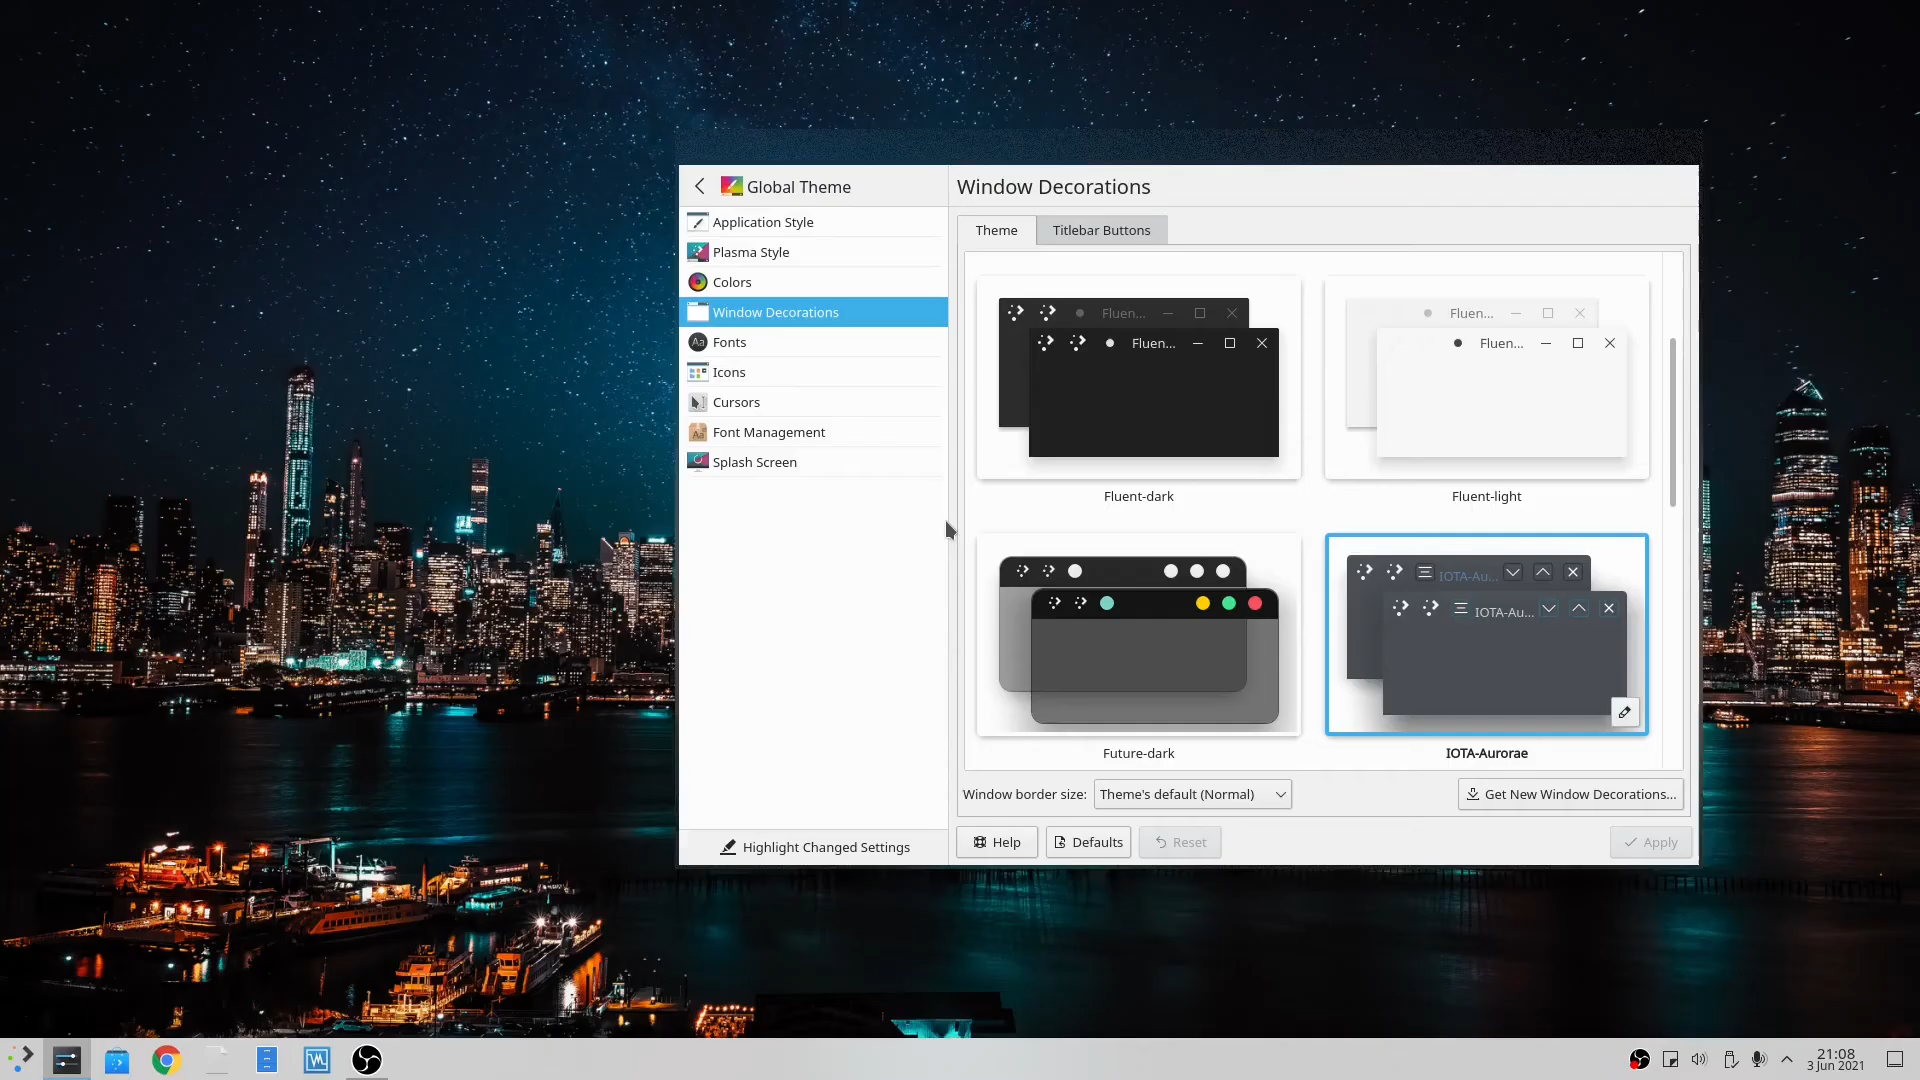 Global Theme
Application Style
Plasma Style
Colors
Window Decorations
Fonts
Icons
Cursors
Font Management
Splash Screen
Highlight Changed Settings
Window Decorations
Theme
Titlebar Buttons
Fluen...
Fluen...
Fluent-dark
Fluen...
Fluen...
Fluent-light
Future-dark
IOTA-Au...
IOTA-Au...
IOTA-Aurorae
Window border size:
Theme's default (Normal)
Get New Window Decorations...
Help
Defaults
Reset
Apply
21:08
3 Jun 2021